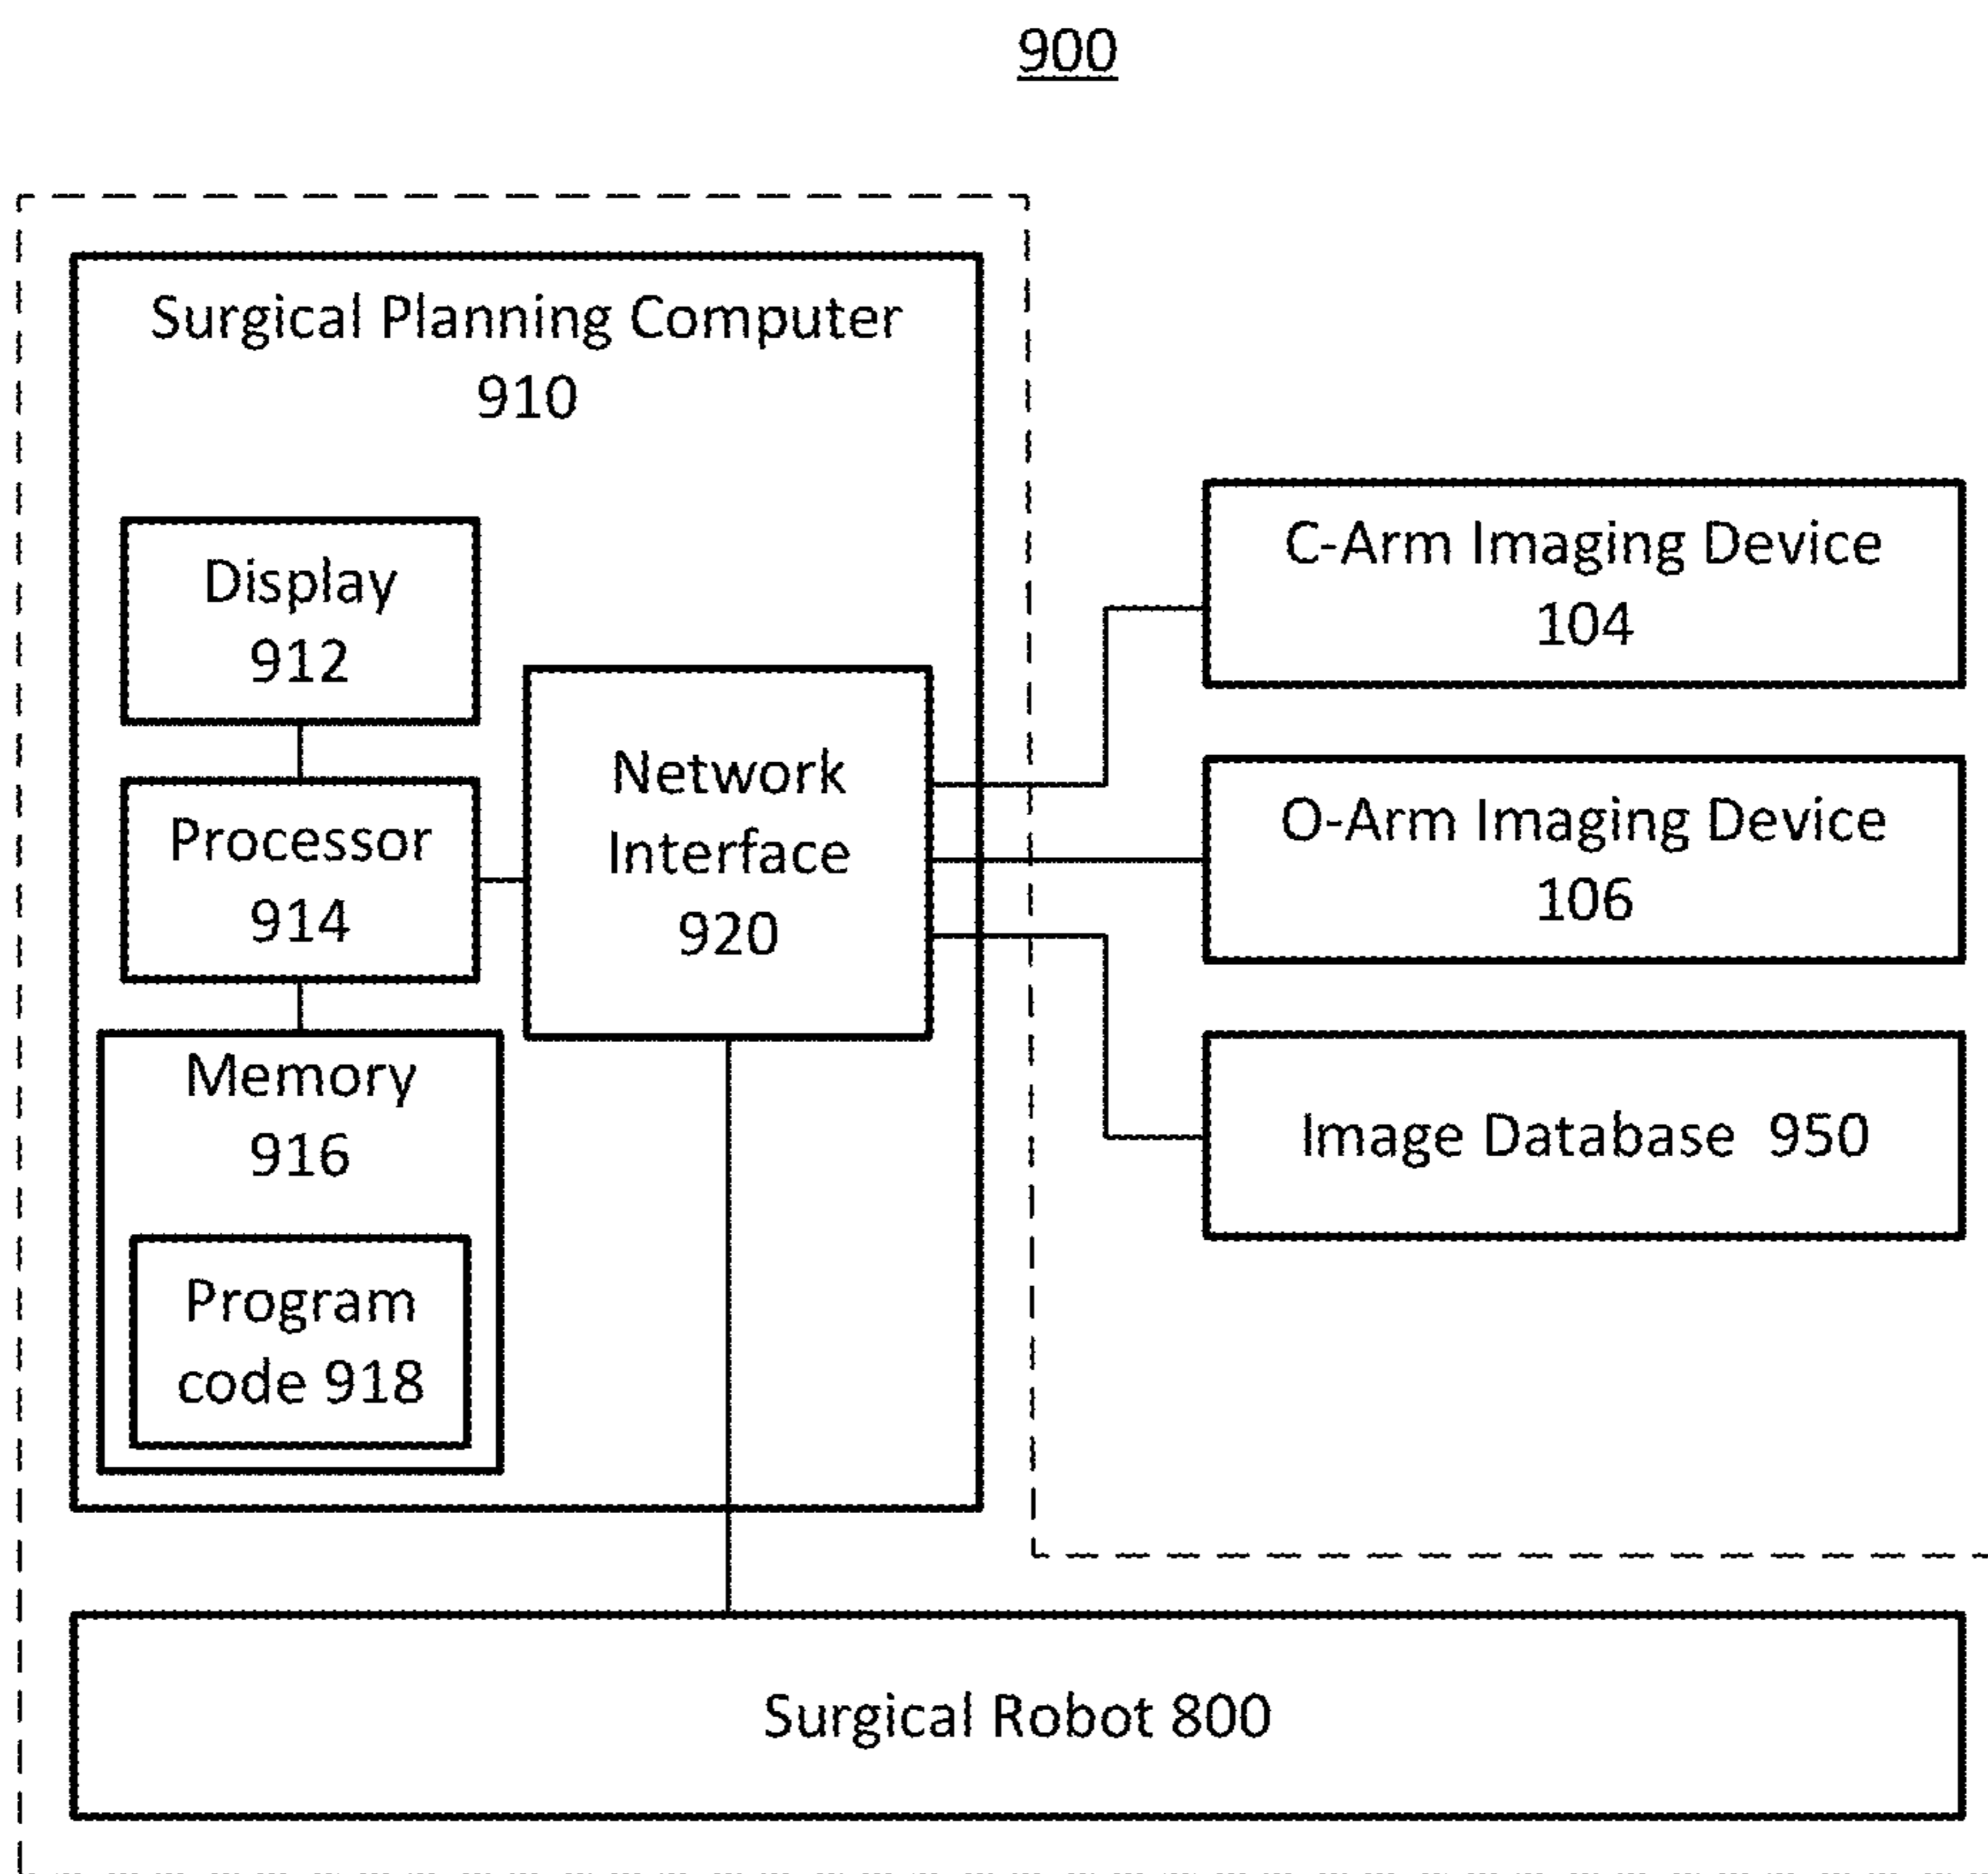 900
Surgical Planning Computer
910
Display
912
Processor
914
Memory
916
Program
code 918
Network
Interface
920
C-Arm Imaging Device
104
O-Arm Imaging Device
106
Image Database 950
Surgical Robot 800